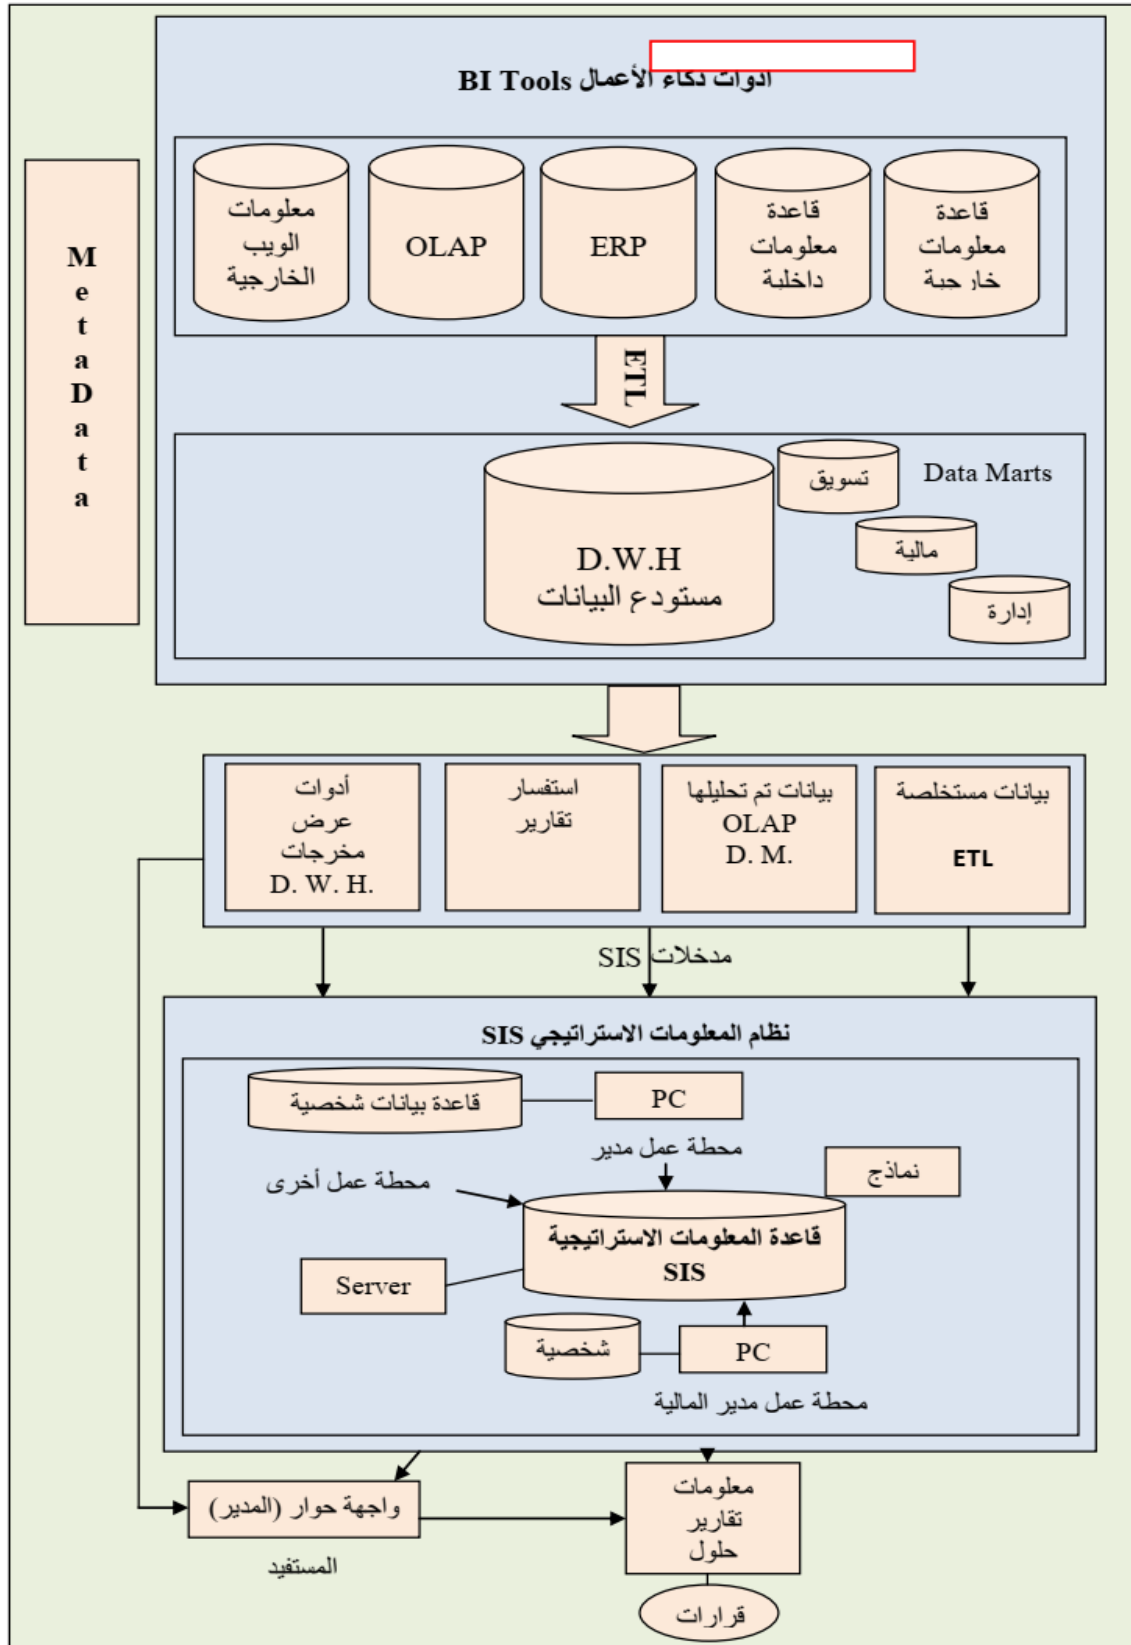 أدوات ذكاء الأعمال BI Tools
قاعدة
معلومات
خارجية
قاعدة
معلومات
داخلية
ERP
OLAP
معلومات
الويب
الخارجية
MetaData
ETL
Data Marts
تسويق
مالية
إدارة
D.W.H
مستودع البيانات
بيانات مستخلصة
ETL
بيانات تم تحليلها
OLAP
D. M.
استفسار
تقارير
أدوات
عرض
مخرجات
D. W. H.
مدخلات SIS
نظام المعلومات الاستراتيجي SIS
PC
قاعدة بيانات شخصية
محطة عمل مدير
نماذج
محطة عمل أخرى
قاعدة المعلومات الاستراتيجية
SIS
Server
PC
شخصية
محطة عمل مدير المالية
معلومات
تقارير
حلول
واجهة حوار (المدير)
المستفيد
قرارات